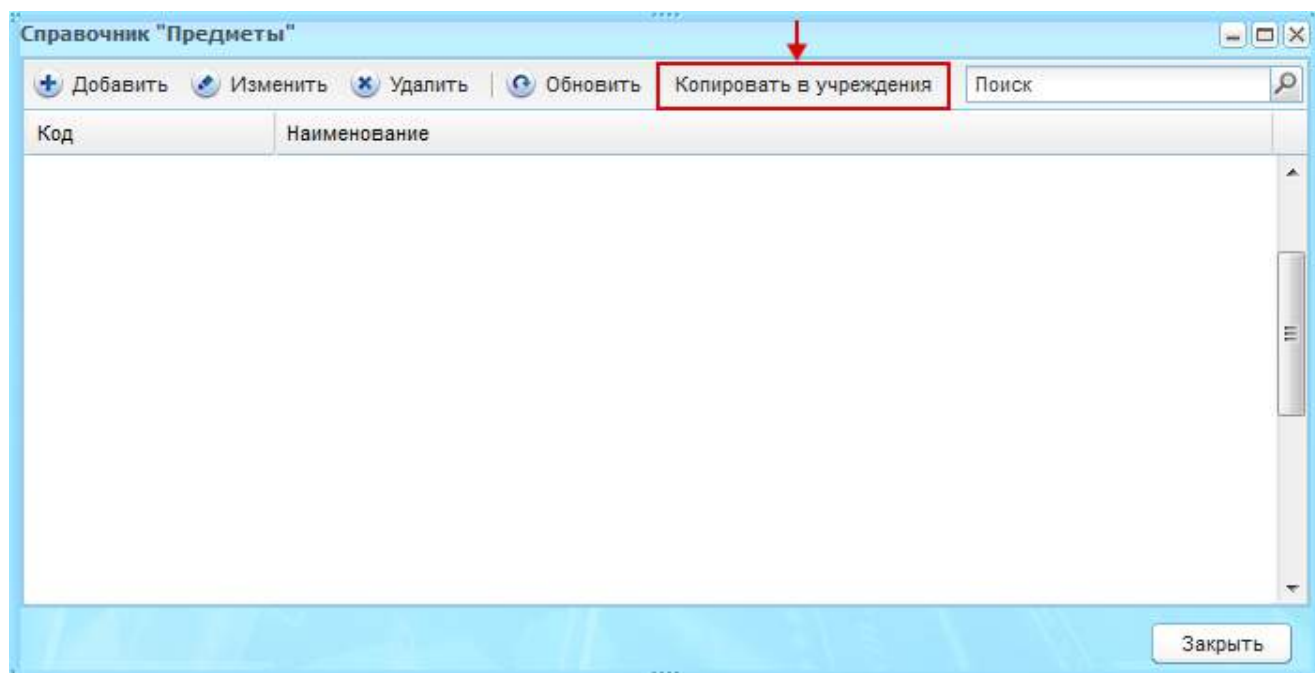 Справочник "Предметы"
Добавить Изменить Удалить Обновить Копировать в учреждения Поиск
Код Наименование
Закрыть